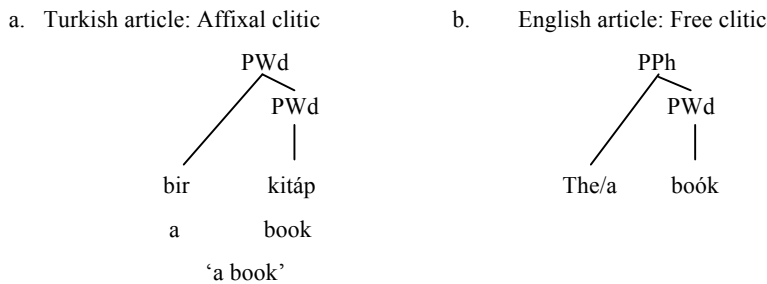 a. Turkish article: Affixal clitic b. English article: Free clitic
PWd PPh
PWd PWd
bir kitáp The/a boók
a book
‘a book’